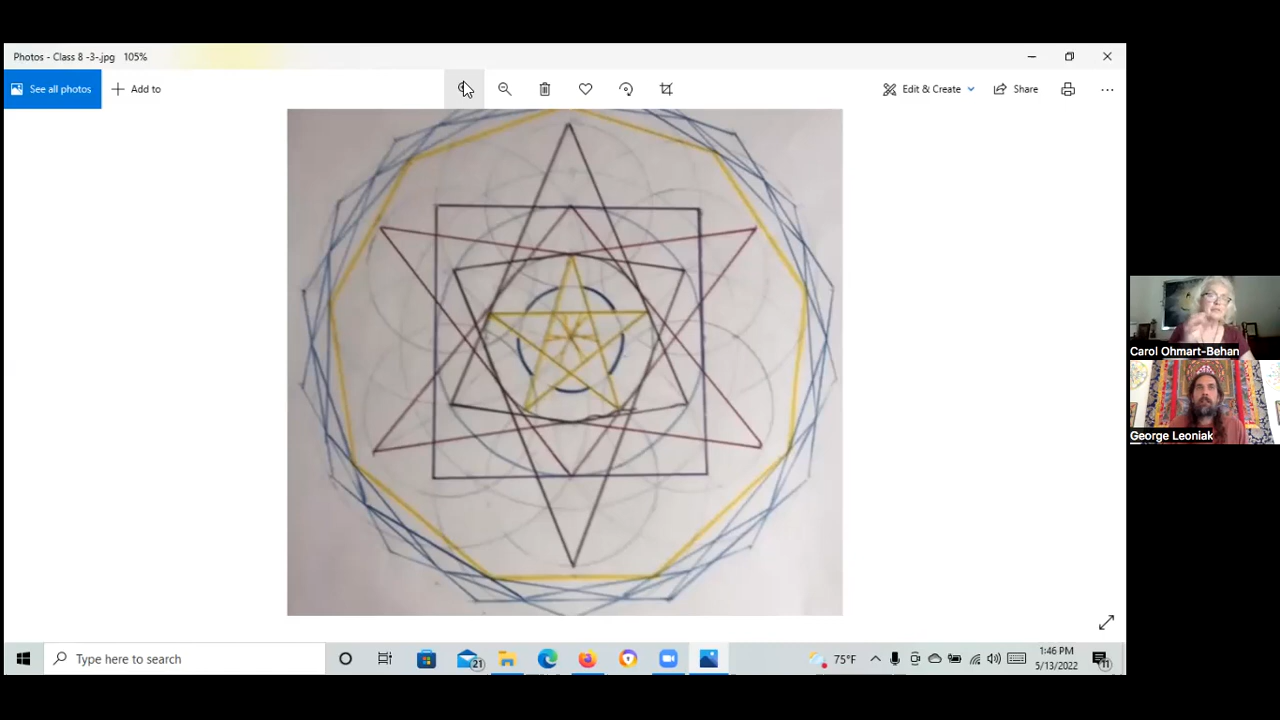 Photos - Class 8 -3-.jpg 105%
See all photos
Add to
Edit & Create
Share
Carol Ohmart-Behan
George Leoniak
Type here to search
21
75°F
1:46 PM
5/13/2022
11